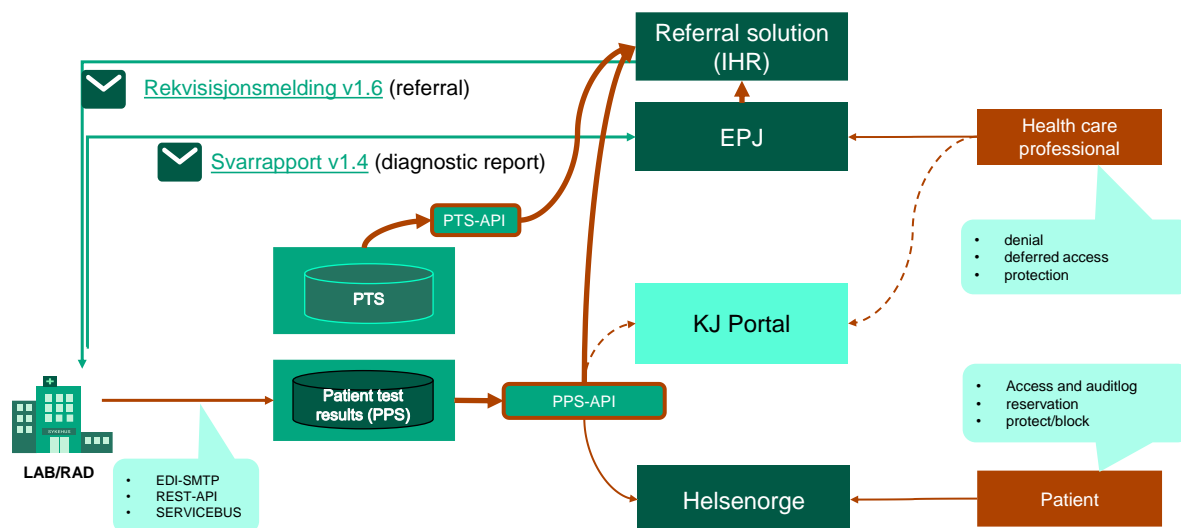 Referral solution
(IHR)
Rekvisisjonsmelding v1.6 (referral)
EPJ
Health care
professional
Svarrapport v1.4 (diagnostic report)
PTS-API
• denial
• deferred access
• protection
PTS
KJ Portal
Patient test
results (PPS)
PPS-API
• Access and auditlog
• reservation
• protect/block
SYKEHUS
LAB/RAD
• EDI-SMTP
• REST-API
• SERVICEBUS
Helsenorge
Patient